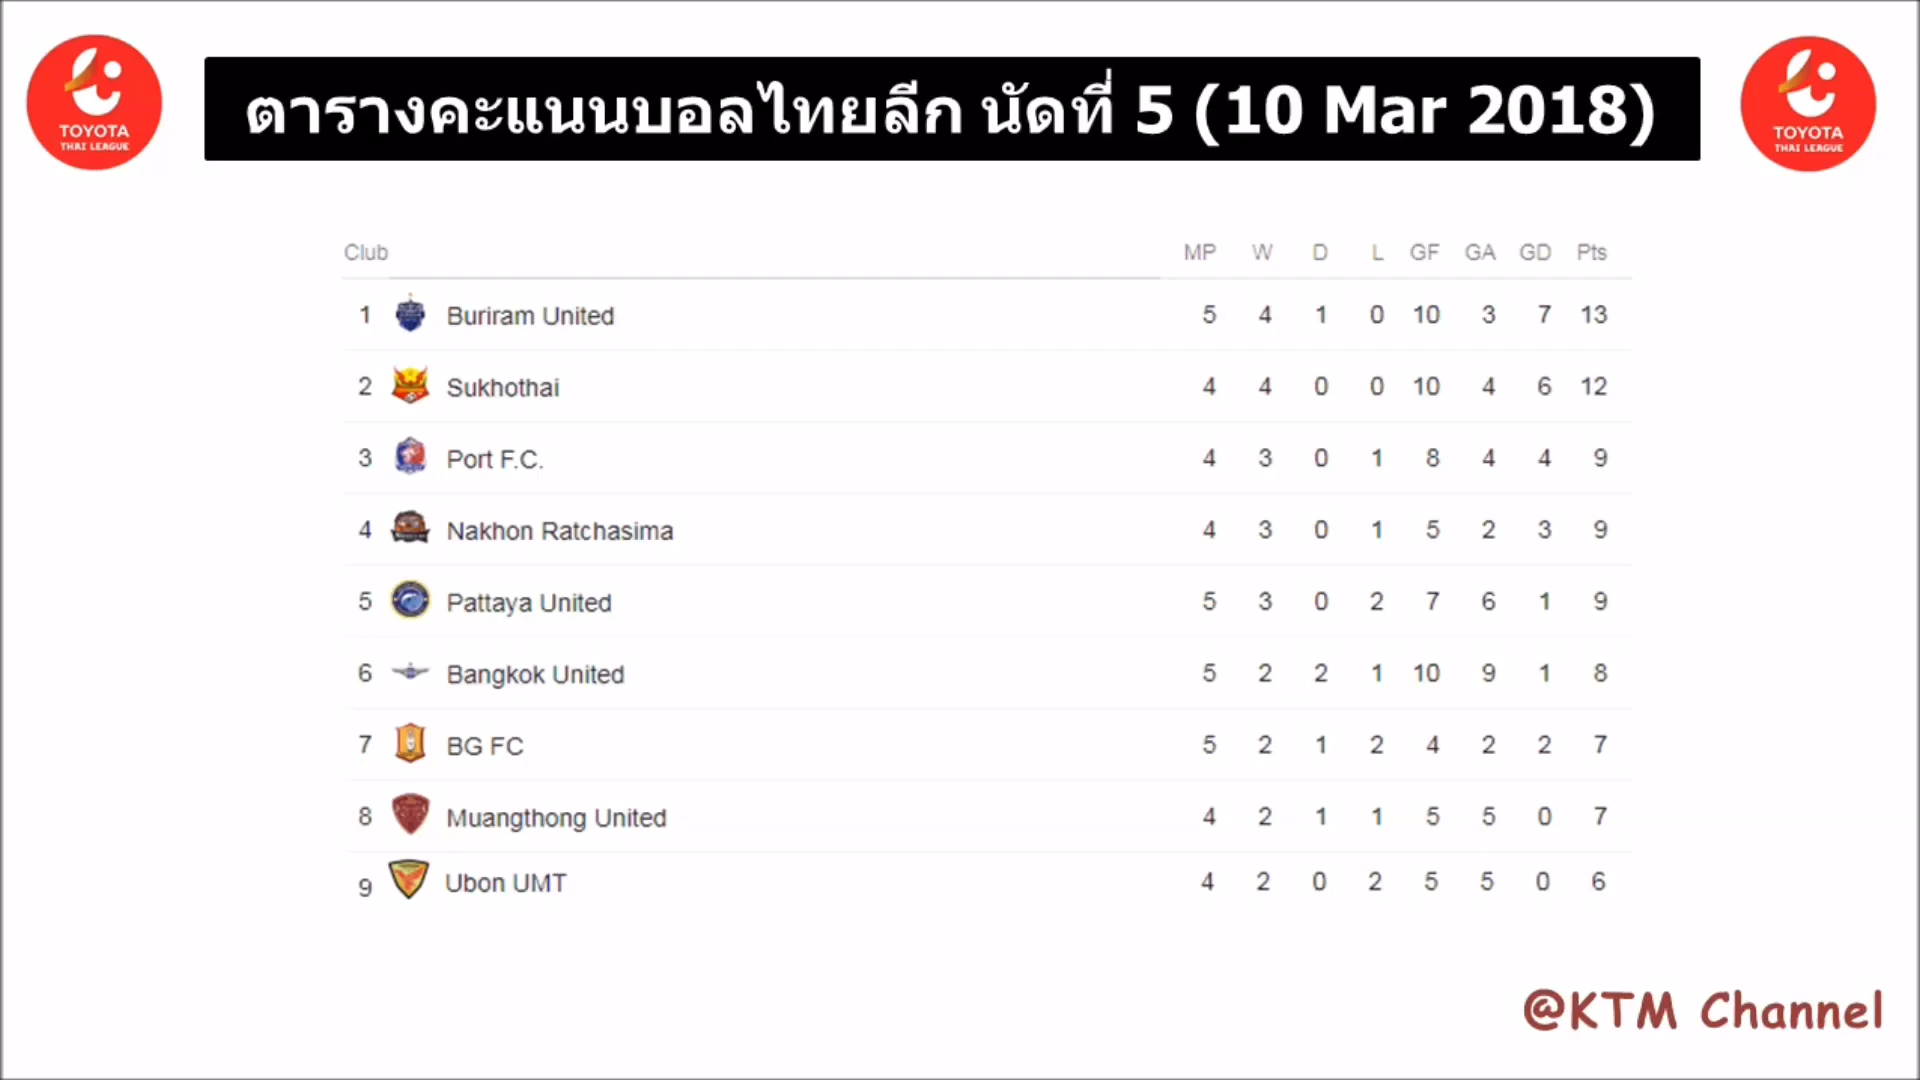 TOYOTA
THAI LEAGUE
ตารางคะแนนบอลไทยลีก นัดที่ 5 (10 Mar 2018)
TOYOTA
THAI LEAGUE
Club MP W D L GF GA GD Pts
1 Buriram United 5 4 1 0 10 3 7 13
2 Sukhothai 4 4 0 0 10 4 6 12
3 Port F.C. 4 3 0 1 8 4 4 9
4 Nakhon Ratchasima 4 3 0 1 5 2 3 9
5 Pattaya United 5 3 0 2 7 6 1 9
6 Bangkok United 5 2 2 1 10 9 1 8
7 BG FC 5 2 1 2 4 2 2 7
8 Muangthong United 4 2 1 1 5 5 0 7
9 Ubon UMT 4 2 0 2 5 5 0 6
@KTM Channel